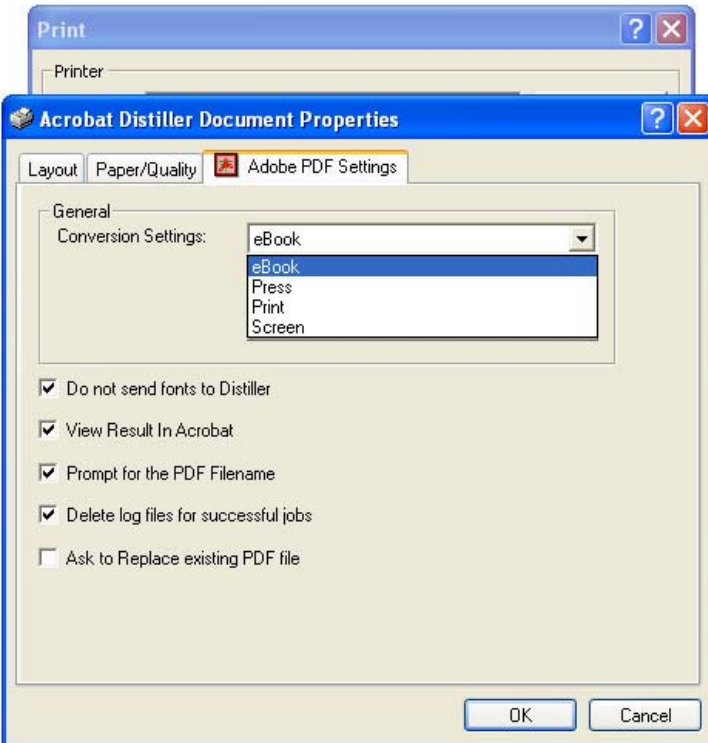 Print
Printer
Acrobat Distiller Document Properties
Layout Paper/Quality Adobe PDF Settings
General
Conversion Settings: eBook
eBook
Press
Print
Screen
Do not send fonts to Distiller
View Result In Acrobat
Prompt for the PDF Filename
Delete log files for successful jobs
Ask to Replace existing PDF file
OK Cancel